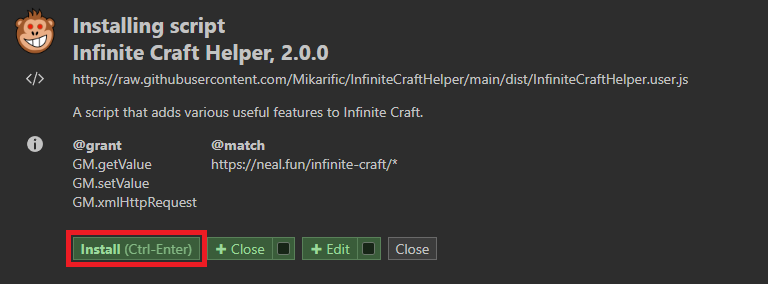 Installing script
Infinite Craft Helper, 2.0.0
</> https://raw.githubusercontent.com/Mikarific/InfiniteCraftHelper/main/dist/InfiniteCraftHelper.user.js
A script that adds various useful features to Infinite Craft.
@grant @match
GM.getValue https://neal.fun/infinite-craft/*
GM.setValue
GM.xmlHttpRequest
Install (Ctrl-Enter) + Close + Edit Close